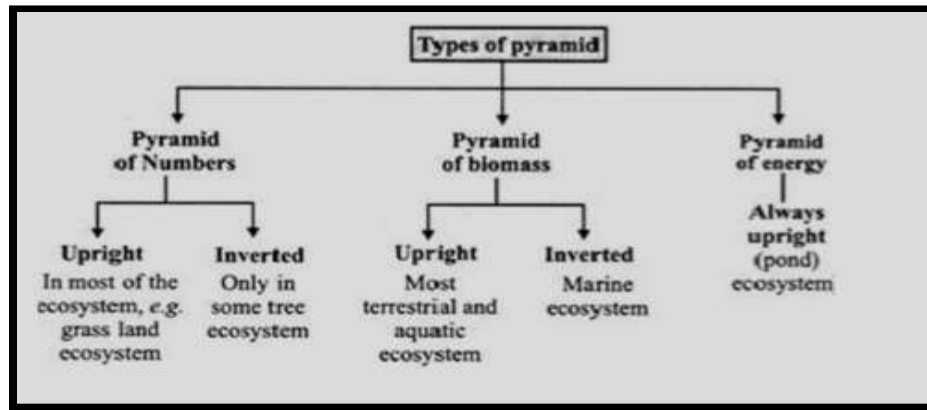 Types of pyramid
Pyramid
of Numbers
Upright
In most of the
ecosystem, e.g.
grass land
ecosystem
Inverted
Only in
some tree
ecosystem
Pyramid
of biomass
Upright
Most
terrestrial and
aquatic
ecosystem
Inverted
Marine
ecosystem
Pyramid
of energy
Always
upright
(pond)
ecosystem